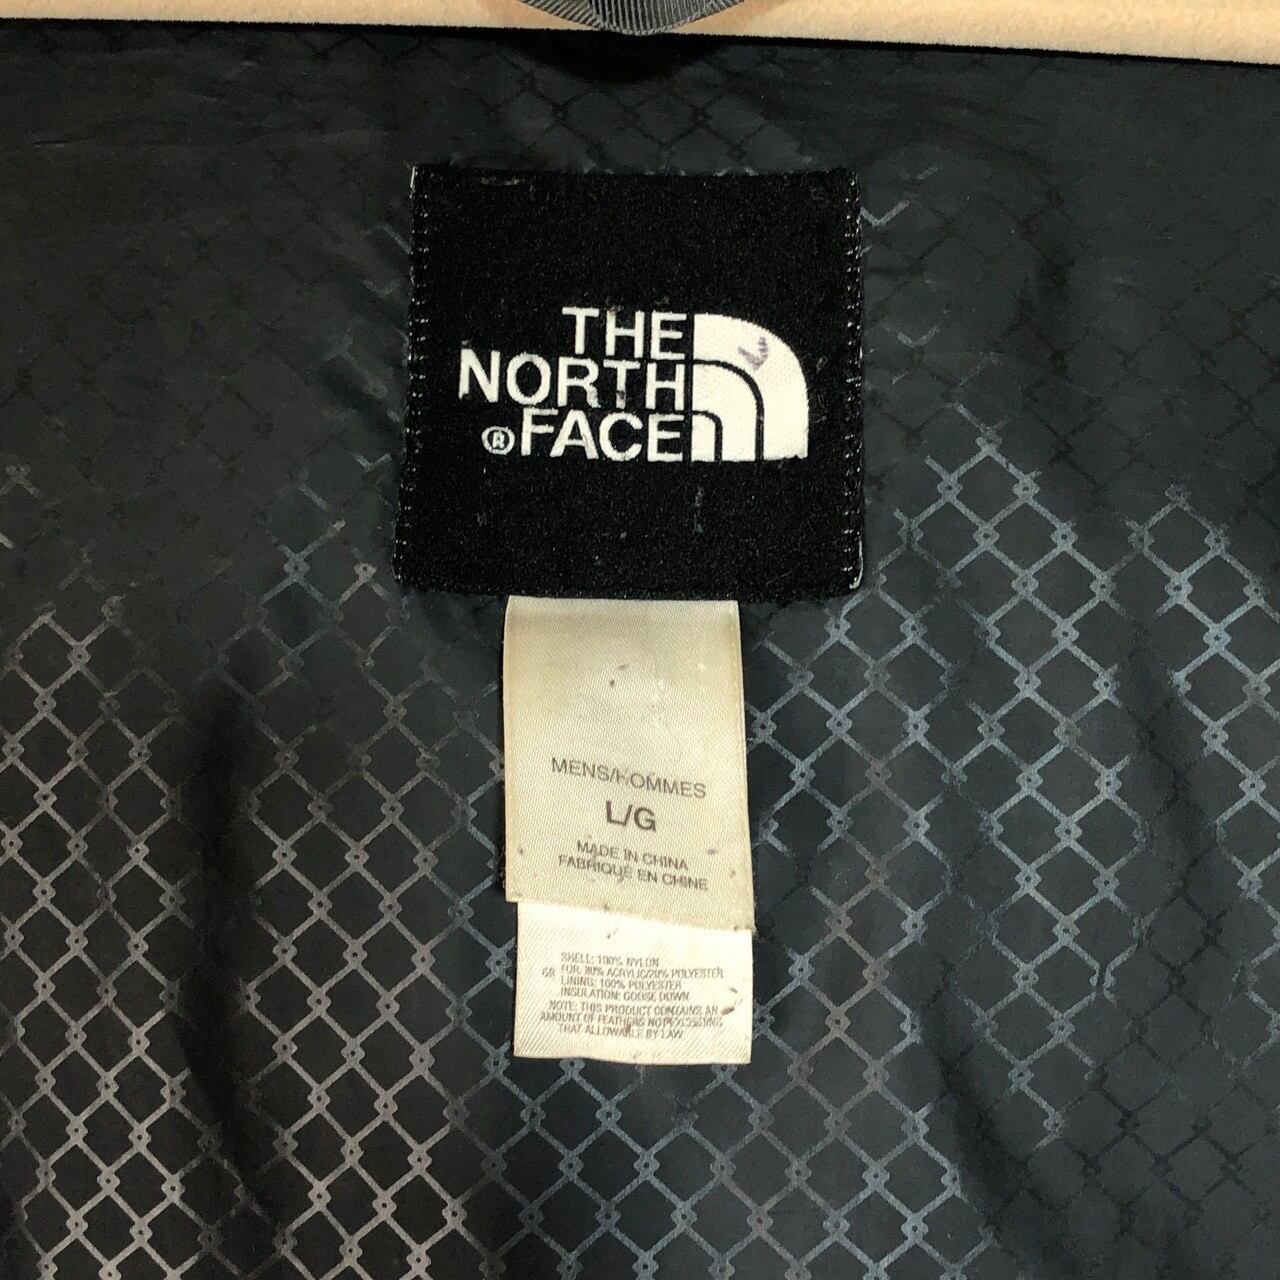 THE
NORTH
®FACE
MENS/HOMMES
L/G
MADE IN CHINA
FABRIQUE EN CHINE
SHELL: 100% NYLON
FUR: 80% ACRYLIC/20% POLYESTER
LINING: 100% POLYESTER
INSULATION: GOOSE DOWN
NOTE: THIS PRODUCT CONTAINS AN
AMOUNT OF FEATHERS NOT EXCEEDING
THAT ALLOWABLE BY LAW